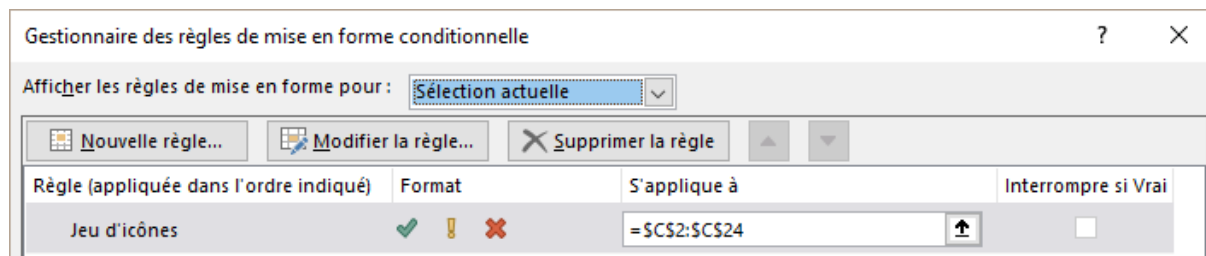 Gestionnaire des règles de mise en forme conditionnelle ?
Afficher les règles de mise en forme pour : Sélection actuelle
Nouvelle règle... Modifier la règle... Supprimer la règle
Règle (appliquée dans l'ordre indiqué) Format S'applique à Interrompre si Vrai
Jeu d'icônes =$C$2:$C$24